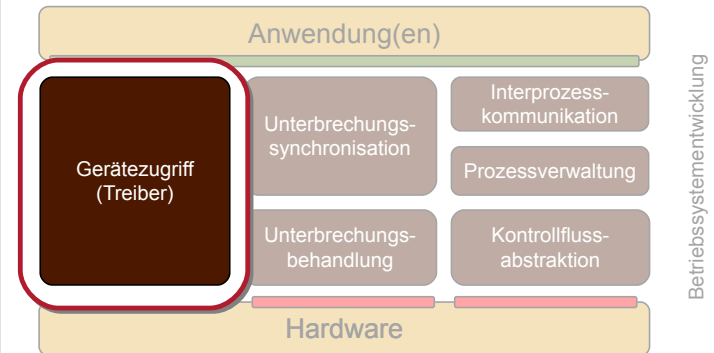 Anwendung(en)
Gerätezugriff
(Treiber)
Unterbrechungs-
synchronisation
Interprozess-
kommunikation
Prozessverwaltung
Unterbrechungs-
behandlung
Kontrollfluss-
abstraktion
Hardware
Betriebssystementwicklung